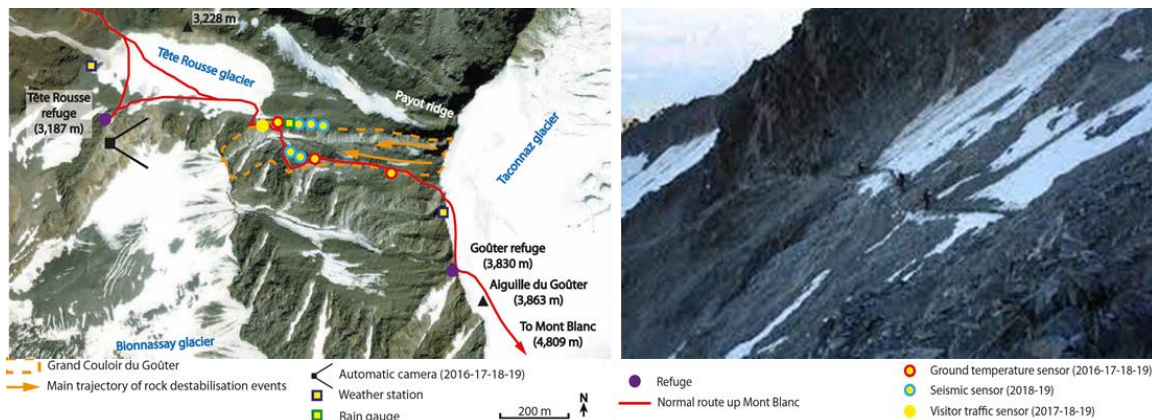 3,228 m
Tête Rousse glacier
Tête Rousse
refuge
(3,187 m)
Payot ridge
Taconnaz glacier
Goûter refuge
(3,830 m)
Aiguille du Goûter
(3,863 m)
To Mont Blanc
(4,809 m)
Bionnassay glacier
Grand Couloir du Goûter
Main trajectory of rock destabilisation events
Automatic camera (2016-17-18-19)
Weather station
Rain gauge
200 m
N
Refuge
Normal route up Mont Blanc
Ground temperature sensor (2016-17-18-19)
Seismic sensor (2018-19)
Visitor traffic sensor (2017-18-19)